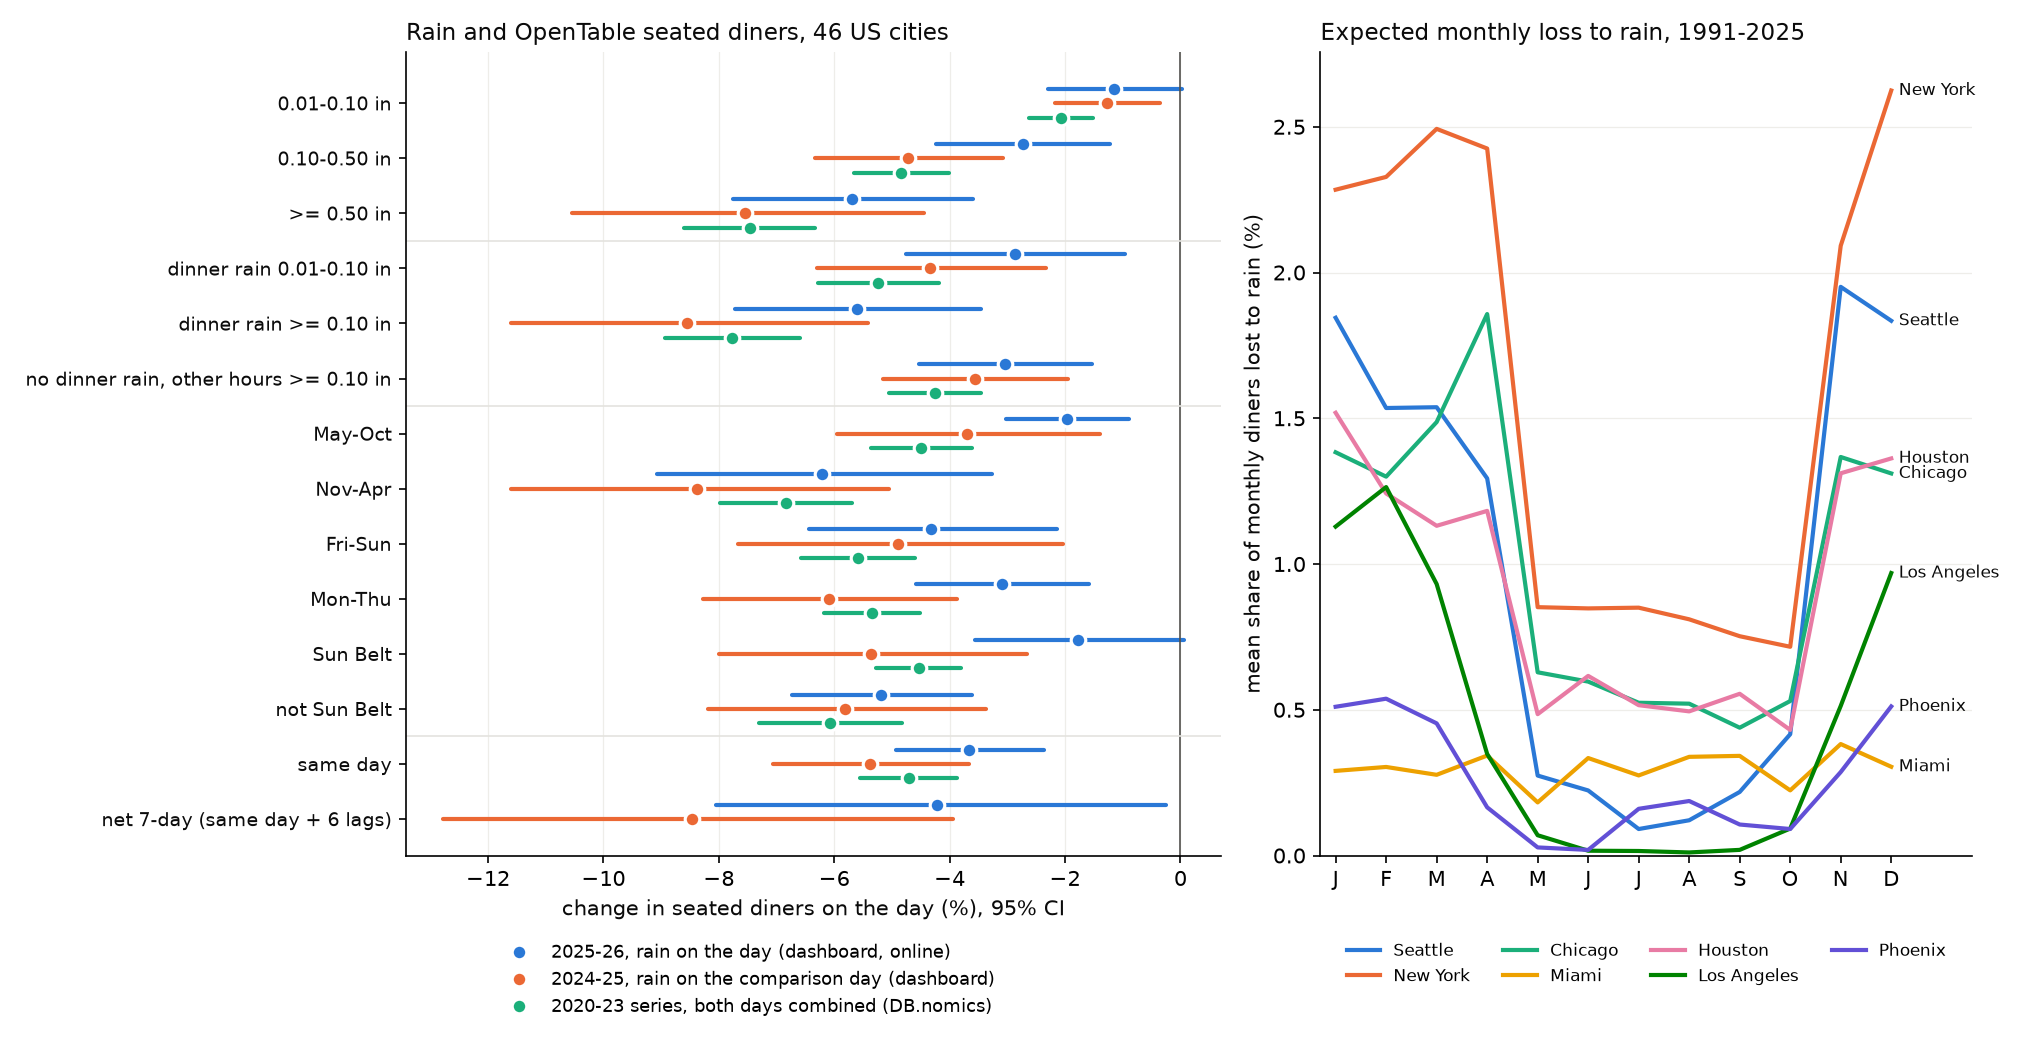 Rain and OpenTable seated diners, 46 US cities
0.01-0.10 in
0.10-0.50 in
>= 0.50 in
dinner rain 0.01-0.10 in
dinner rain >= 0.10 in
no dinner rain, other hours >= 0.10 in
May-Oct
Nov-Apr
Fri-Sun
Mon-Thu
Sun Belt
not Sun Belt
same day
net 7-day (same day + 6 lags)
−12 −10 −8 −6 −4 −2 0
change in seated diners on the day (%), 95% CI
2025-26, rain on the day (dashboard, online)
2024-25, rain on the comparison day (dashboard)
2020-23 series, both days combined (DB.nomics)
Expected monthly loss to rain, 1991-2025
mean share of monthly diners lost to rain (%)
2.5
2.0
1.5
1.0
0.5
0.0
New York
Seattle
Houston
Chicago
Los Angeles
Phoenix
Miami
J F M A M J J A S O N D
Seattle Chicago Houston Phoenix
New York Miami Los Angeles